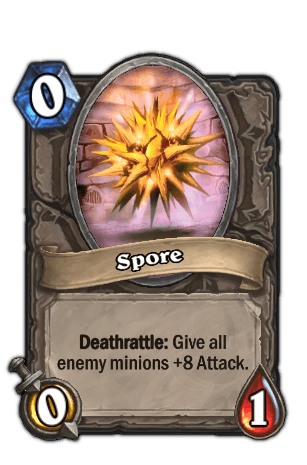 0
Spore
Deathrattle: Give all
enemy minions +8 Attack.
0
1